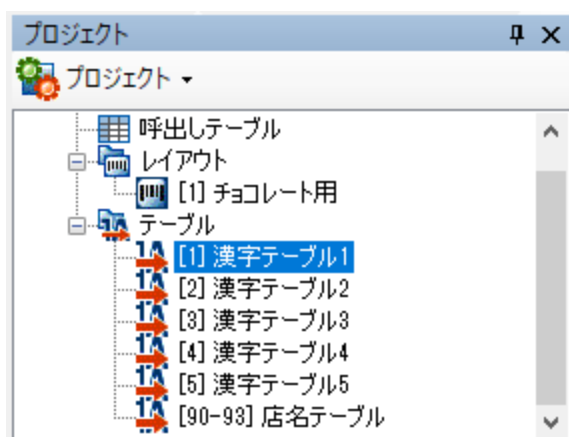 プロジェクト
プロジェクト
呼出しテーブル
レイアウト
[1] チョコレート用
テーブル
[1] 漢字テーブル1
[2] 漢字テーブル2
[3] 漢字テーブル3
[4] 漢字テーブル4
[5] 漢字テーブル5
[90-93] 店名テーブル